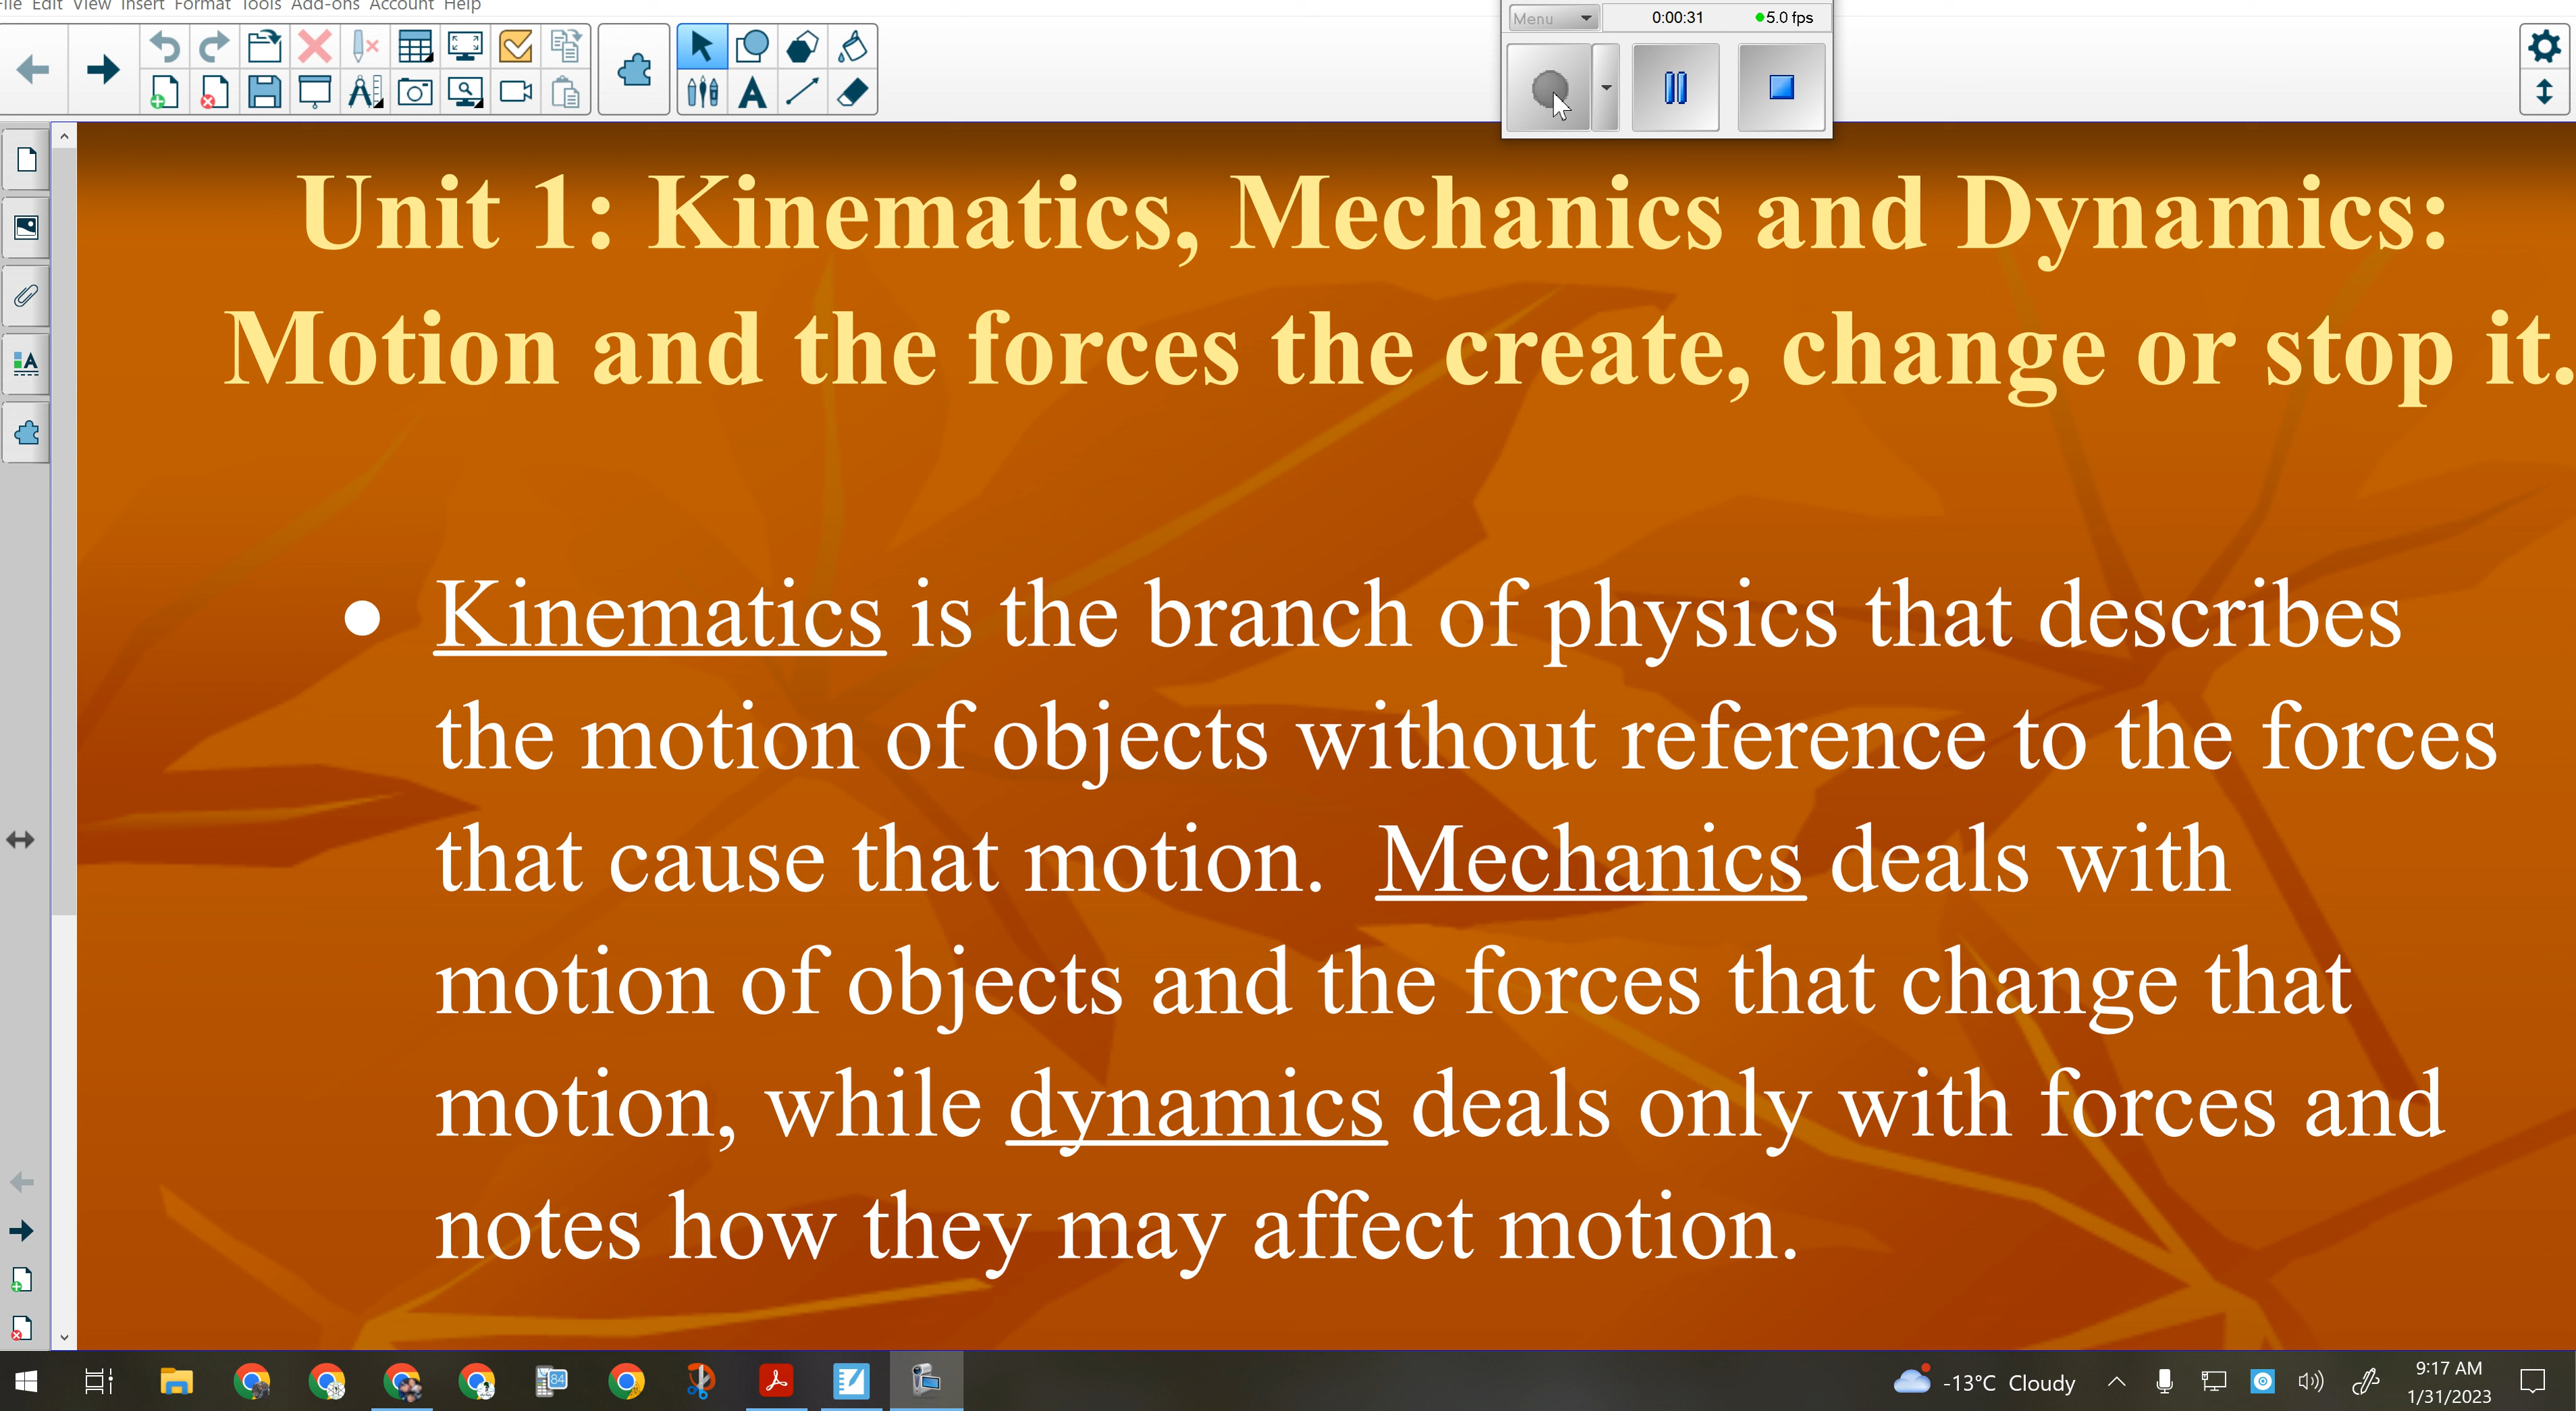 File Edit View Insert Format Tools Add-ons Account Help
Menu 0:00:31 5.0 fps
Unit 1: Kinematics, Mechanics and Dynamics:
Motion and the forces the create, change or stop it.
• Kinematics is the branch of physics that describes
the motion of objects without reference to the forces
that cause that motion. Mechanics deals with
motion of objects and the forces that change that
motion, while dynamics deals only with forces and
notes how they may affect motion.
84
-13°C Cloudy
9:17 AM
1/31/2023